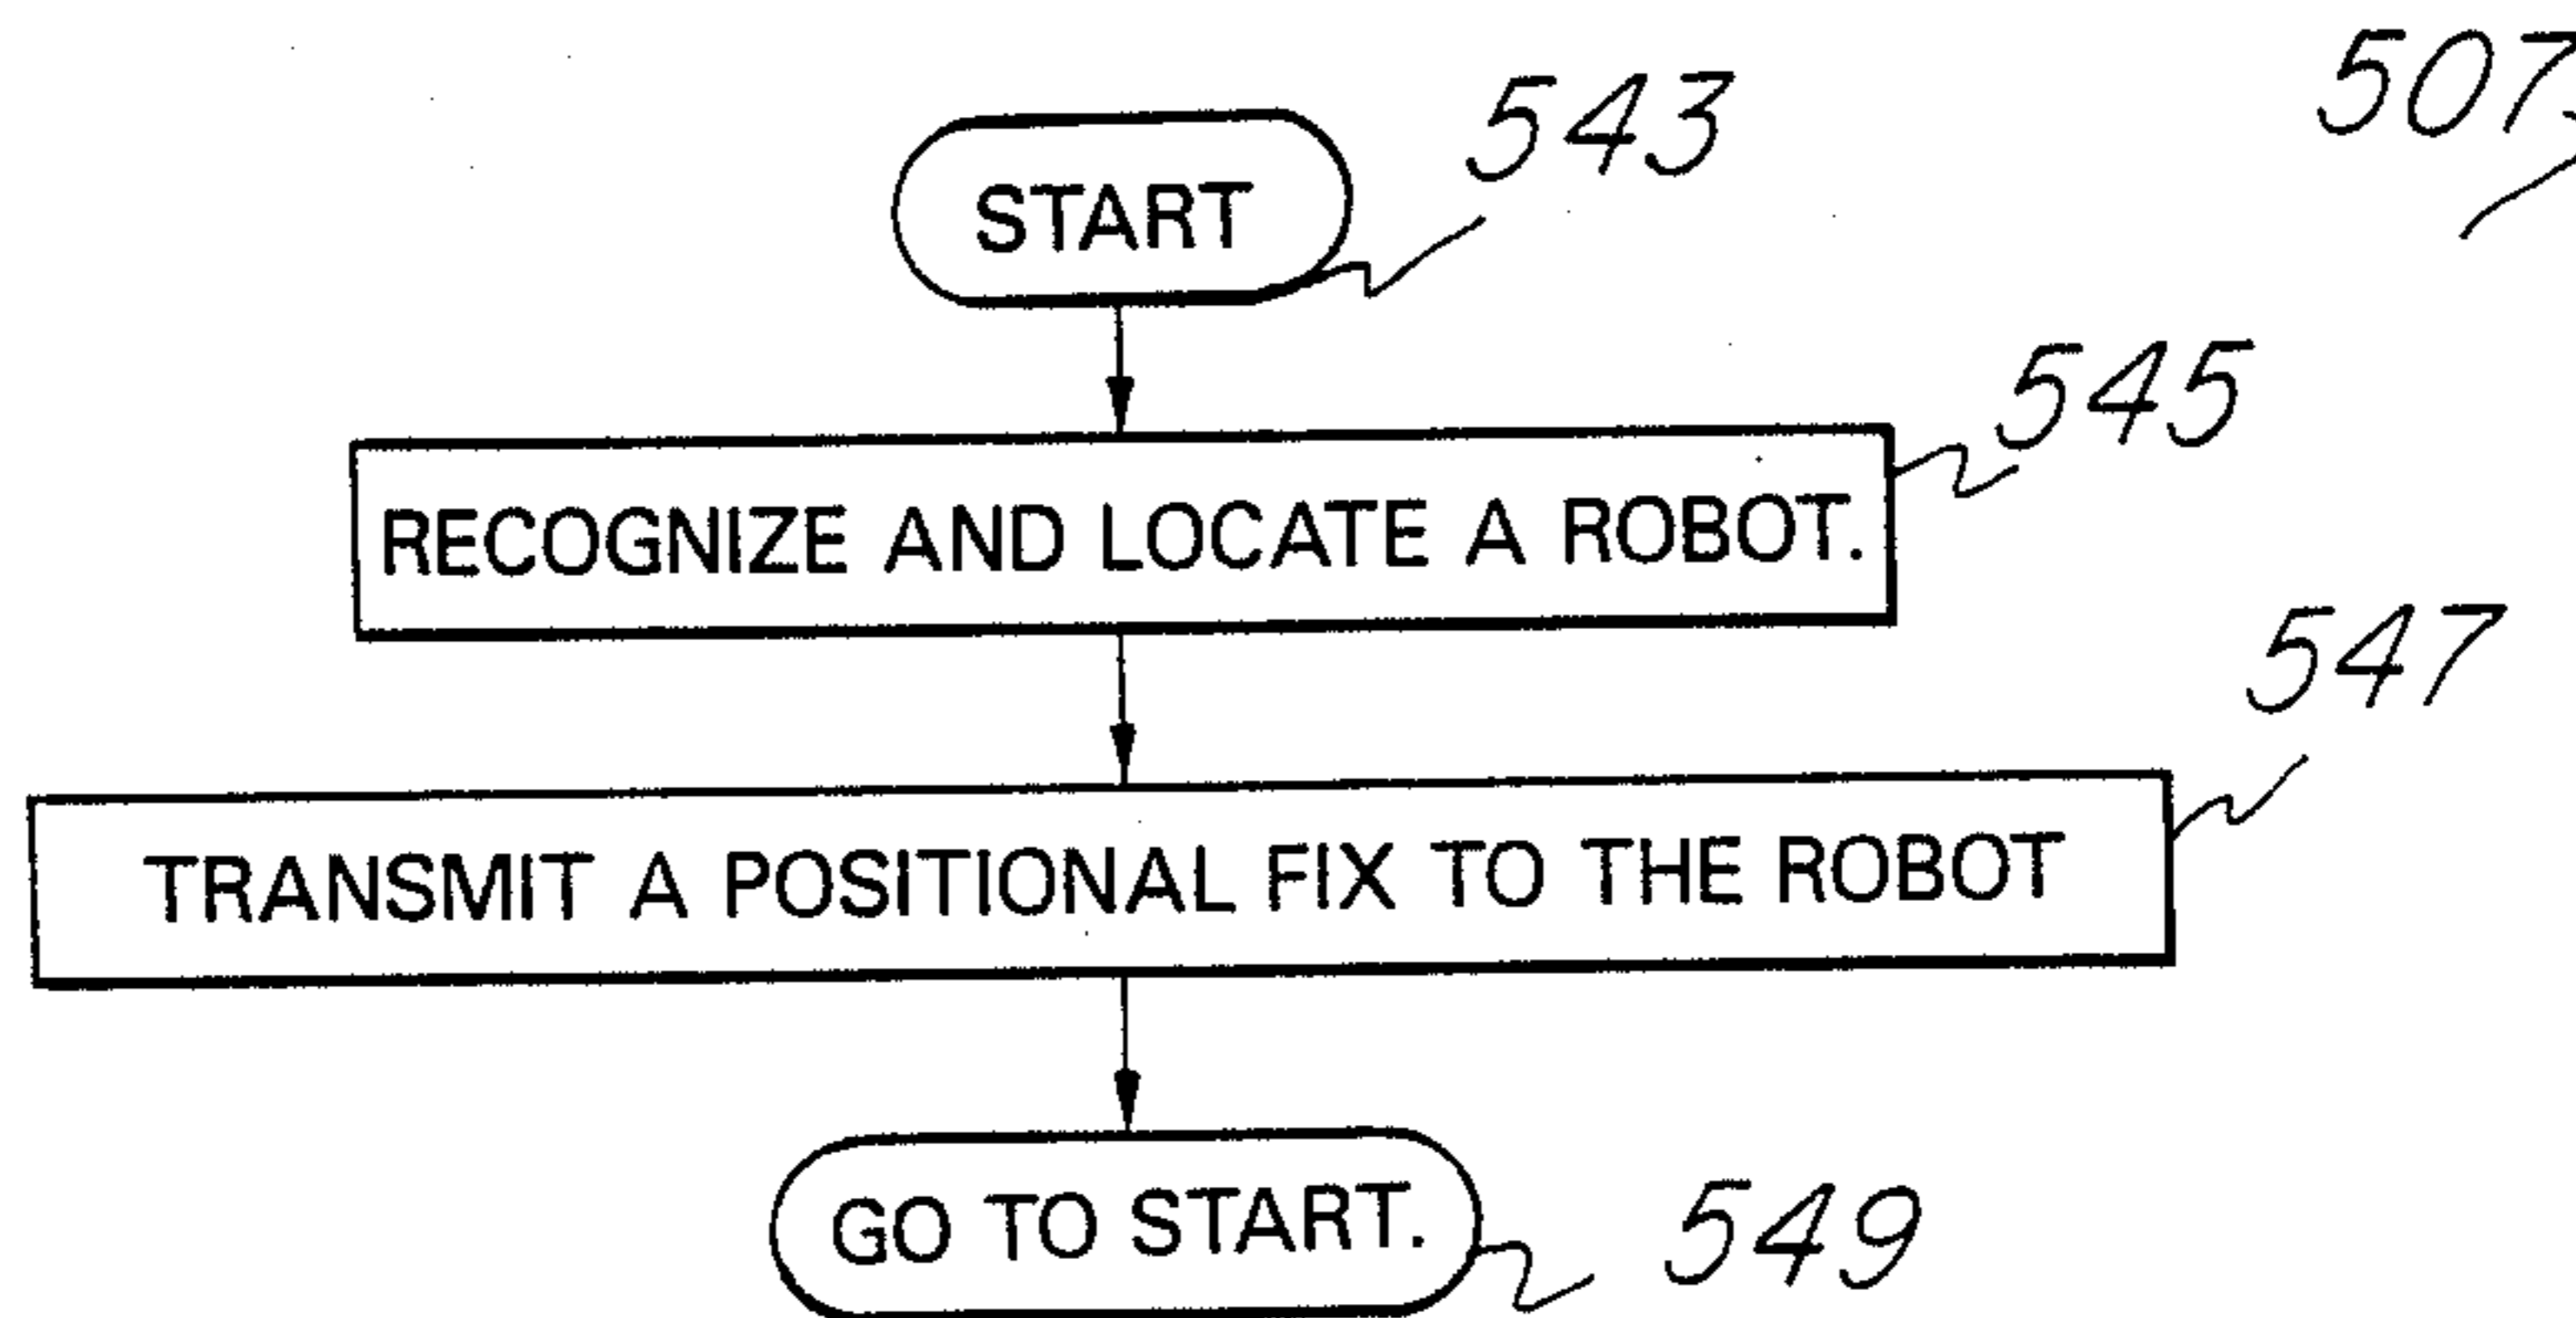 START
543
507
RECOGNIZE AND LOCATE A ROBOT.
545
TRANSMIT A POSITIONAL FIX TO THE ROBOT
547
GO TO START.
549